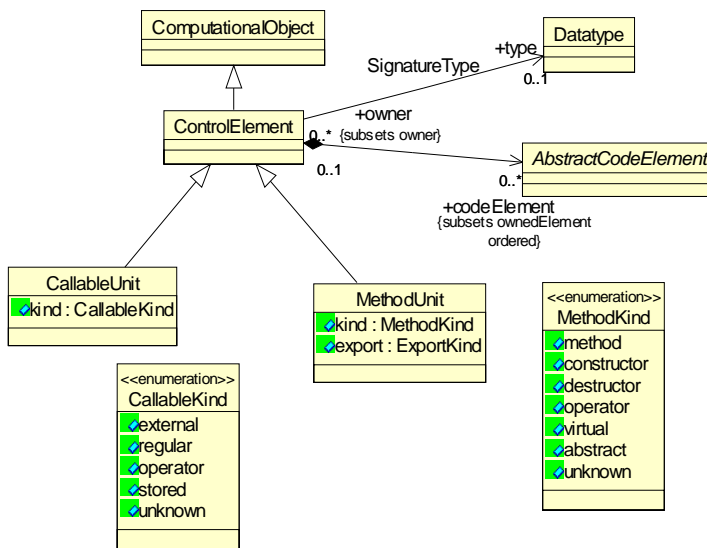 ComputationalObject
Datatype
+type
SignatureType
0..1
ControlElement
+owner
0..*
{subsets owner}
0..1
AbstractCodeElement
0..*
+codeElement
{subsets ownedElement
ordered}
CallableUnit
kind : CallableKind
MethodUnit
kind : MethodKind
export : ExportKind
<<enumeration>>
MethodKind
method
constructor
destructor
operator
virtual
abstract
unknown
<<enumeration>>
CallableKind
external
regular
operator
stored
unknown